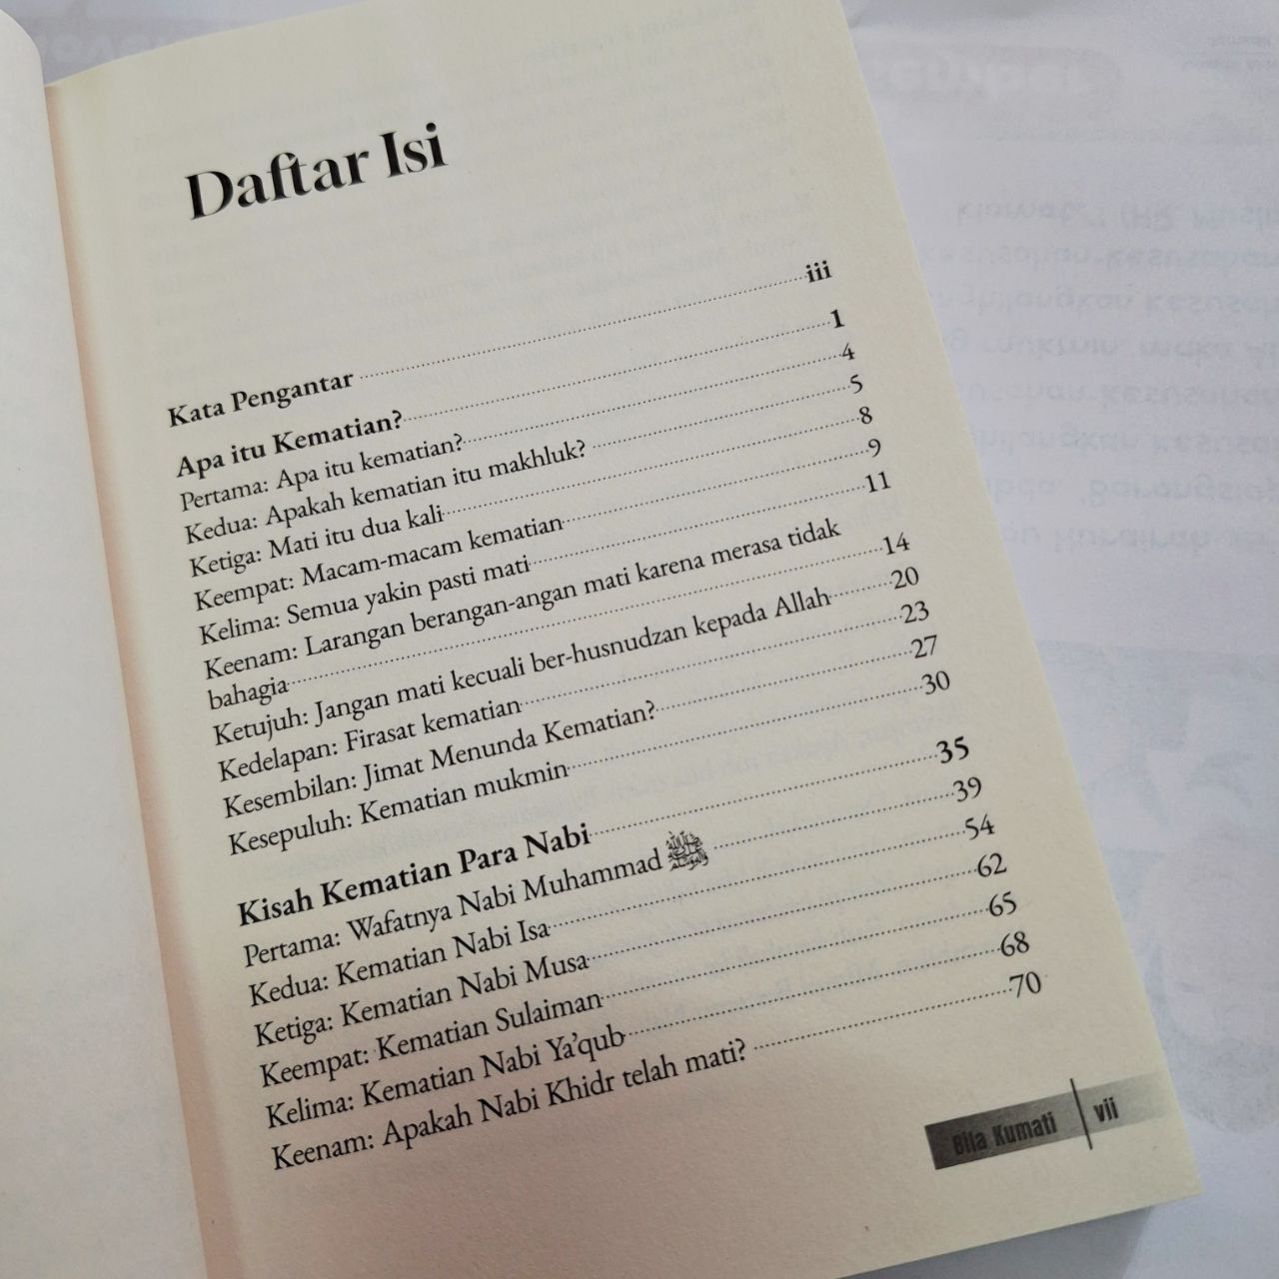 Daftar Isi
Kata Pengantar ........ iii
Apa itu Kematian? ........ 1
Pertama: Apa itu kematian? ........ 4
Kedua: Apakah kematian itu makhluk? ........ 5
Ketiga: Mati itu dua kali ........ 8
Keempat: Macam-macam kematian ........ 9
Kelima: Semua yakin pasti mati ........ 11
Keenam: Larangan berangan-angan mati karena merasa tidak
bahagia ........ 14
Ketujuh: Jangan mati kecuali ber-husnudzan kepada Allah ........ 20
Kedelapan: Firasat kematian ........ 23
Kesembilan: Jimat Menunda Kematian? ........ 27
Kesepuluh: Kematian mukmin ........ 30
Kisah Kematian Para Nabi ........ 35
Pertama: Wafatnya Nabi Muhammad ﷺ ........ 39
Kedua: Kematian Nabi Isa ........ 54
Ketiga: Kematian Nabi Musa ........ 62
Keempat: Kematian Sulaiman ........ 65
Kelima: Kematian Nabi Ya'qub ........ 68
Keenam: Apakah Nabi Khidr telah mati? ........ 70
Bila Kumati | vii